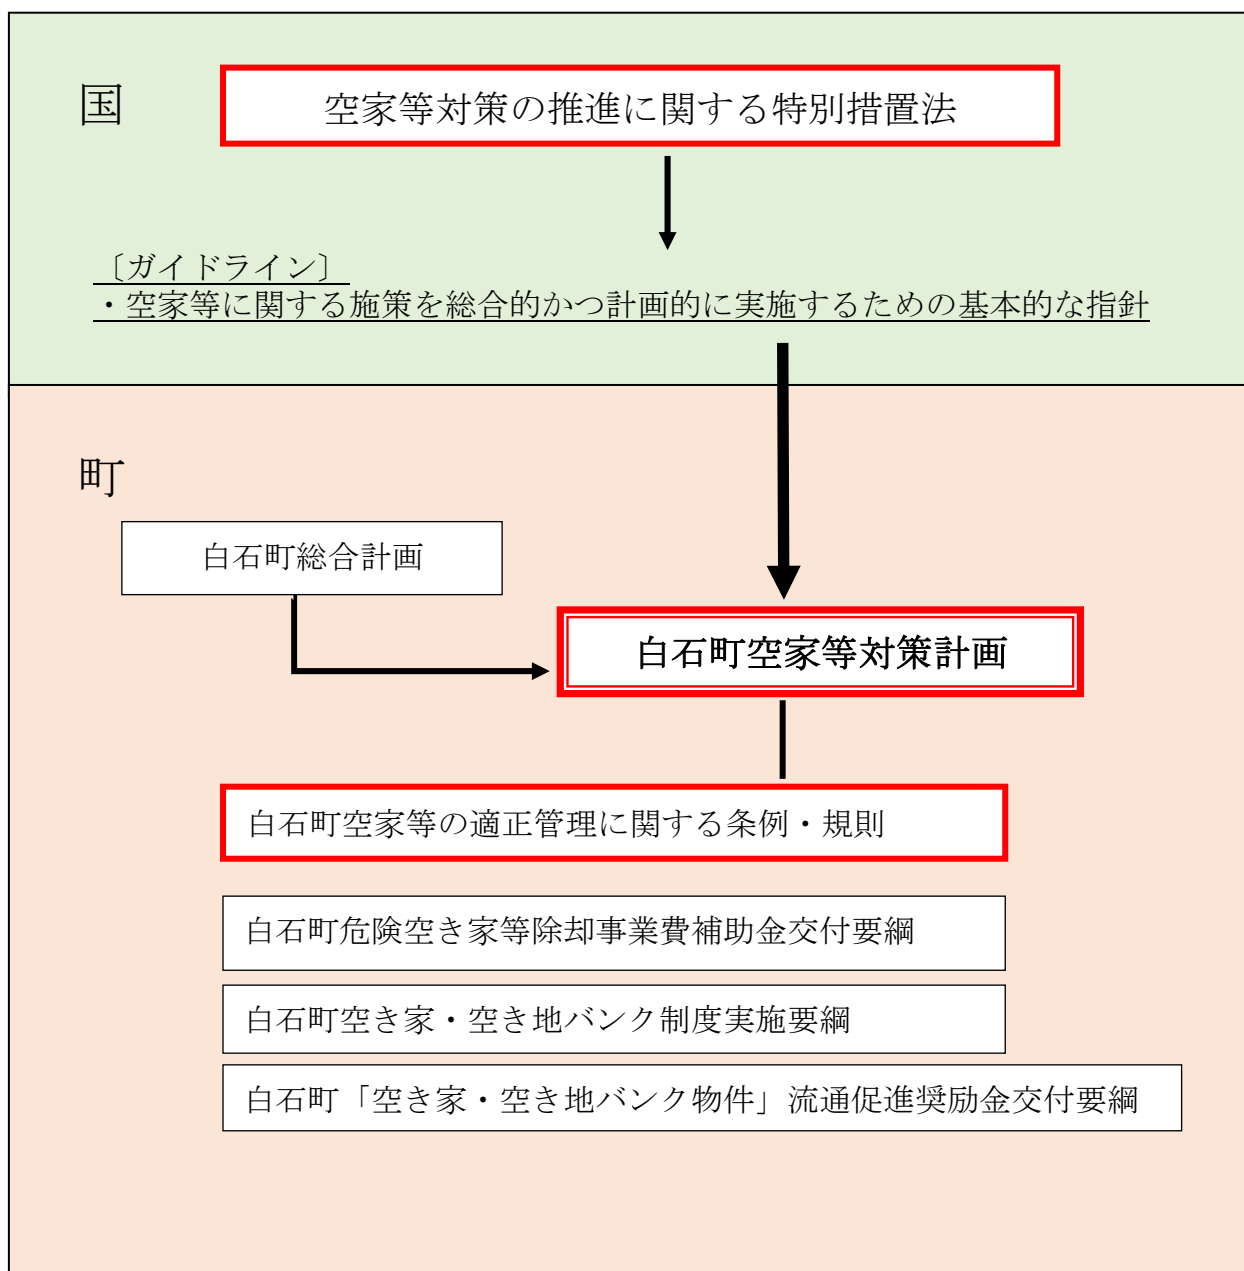 国
空家等対策の推進に関する特別措置法
〔ガイドライン〕
・空家等に関する施策を総合的かつ計画的に実施するための基本的な指針
町
白石町総合計画
白石町空家等対策計画
白石町空家等の適正管理に関する条例・規則
白石町危険空き家等除却事業費補助金交付要綱
白石町空き家・空き地バンク制度実施要綱
白石町「空き家・空き地バンク物件」流通促進奨励金交付要綱